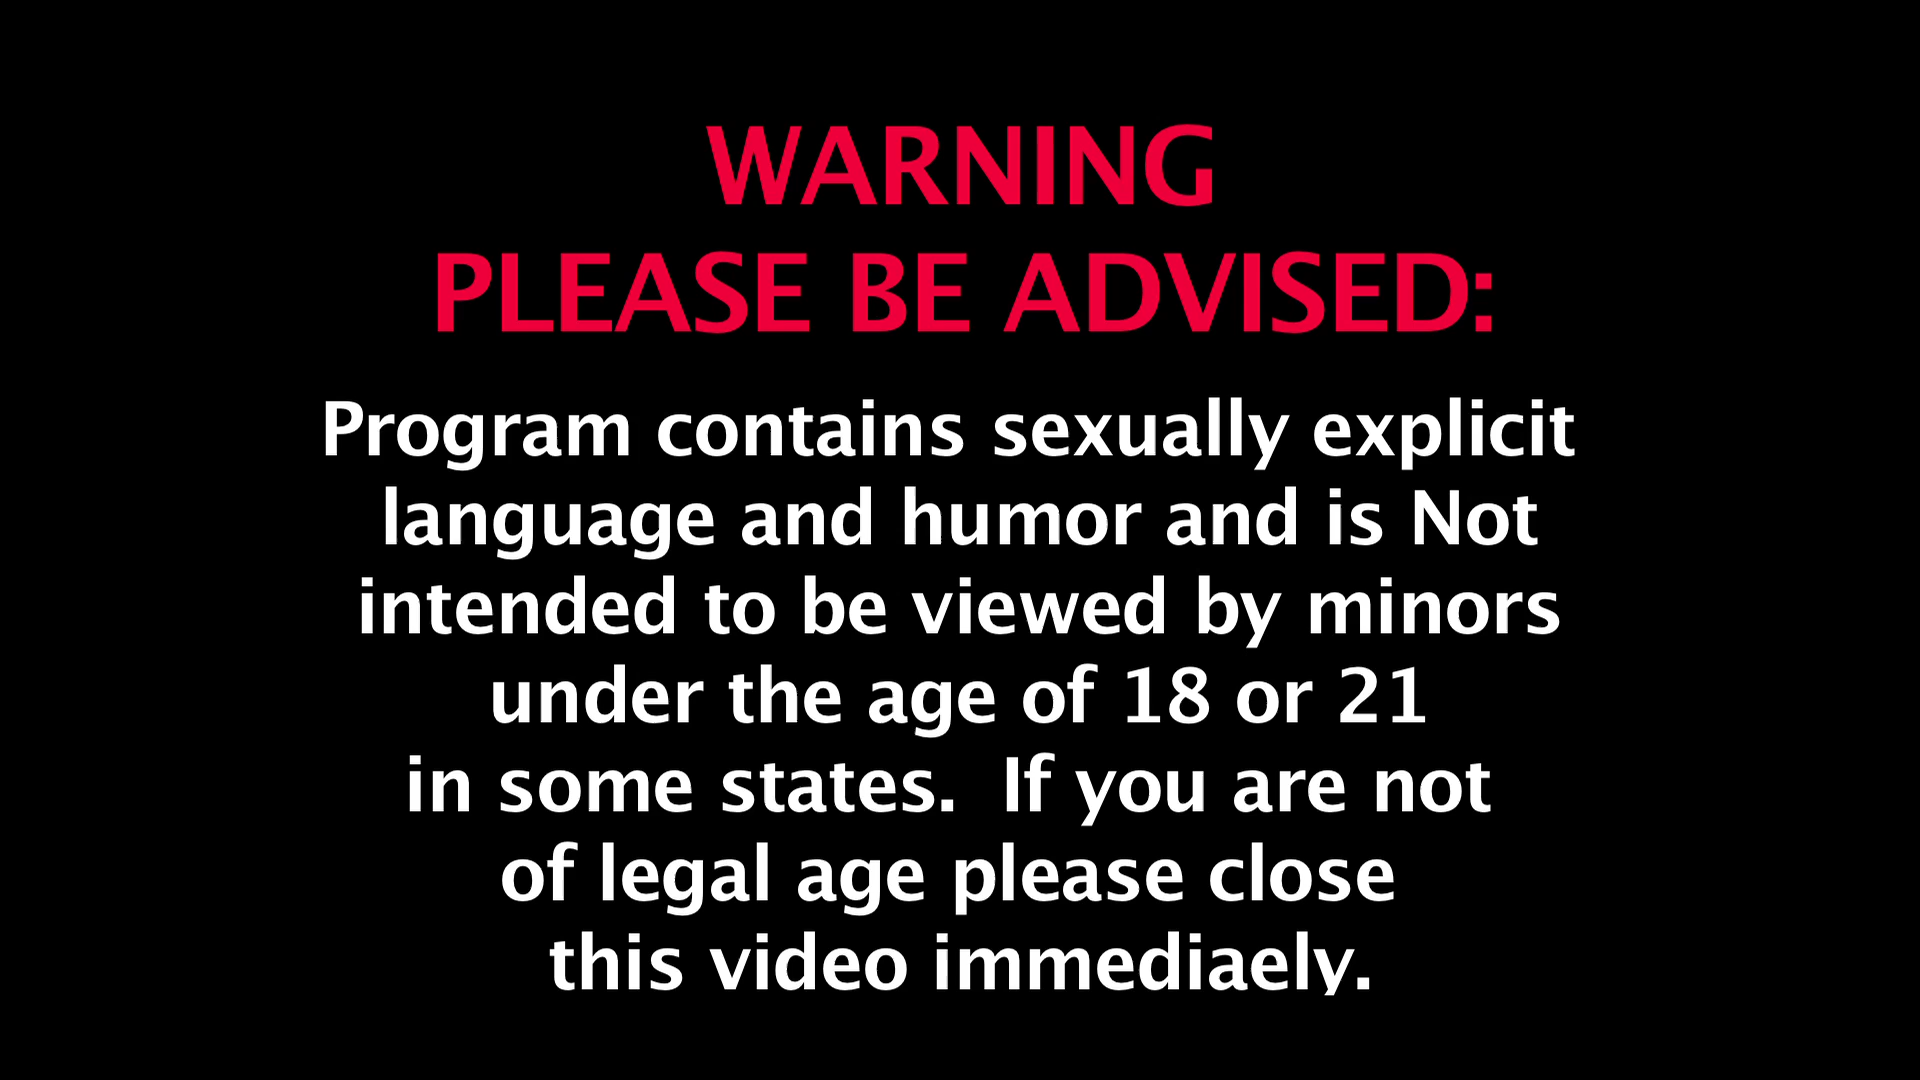 WARNING
PLEASE BE ADVISED:
Program contains sexually explicit
language and humor and is Not
intended to be viewed by minors
under the age of 18 or 21
in some states.  If you are not
of legal age please close
this video immediaely.